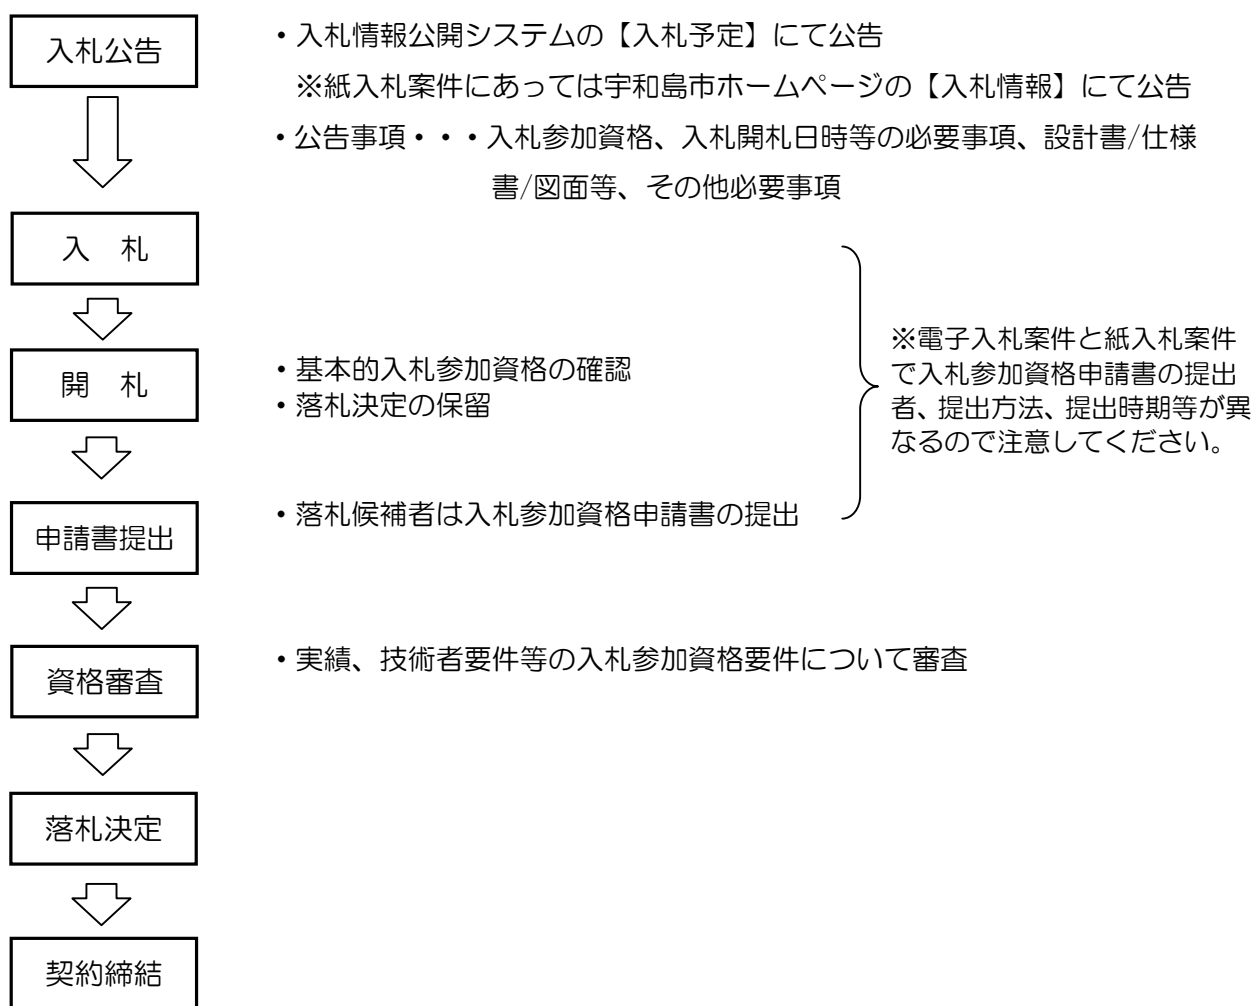 入札公告
・入札情報公開システムの【入札予定】にて公告
※紙入札案件にあっては宇和島市ホームページの【入札情報】にて公告
・公告事項・・・入札参加資格、入札開札日時等の必要事項、設計書/仕様
書/図面等、その他必要事項
入　札
開　札
・基本的入札参加資格の確認
・落札決定の保留
※電子入札案件と紙入札案件
で入札参加資格申請書の提出
者、提出方法、提出時期等が異
なるので注意してください。
申請書提出
・落札候補者は入札参加資格申請書の提出
資格審査
・実績、技術者要件等の入札参加資格要件について審査
落札決定
契約締結